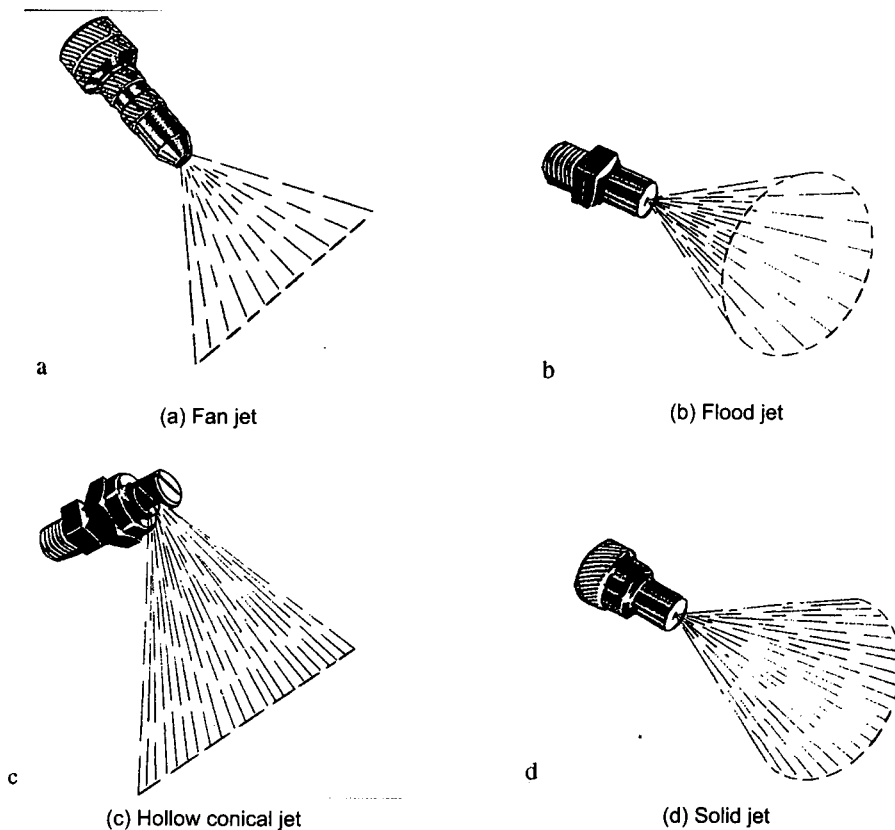 a
(a) Fan jet
b
(b) Flood jet
c
(c) Hollow conical jet
d
(d) Solid jet